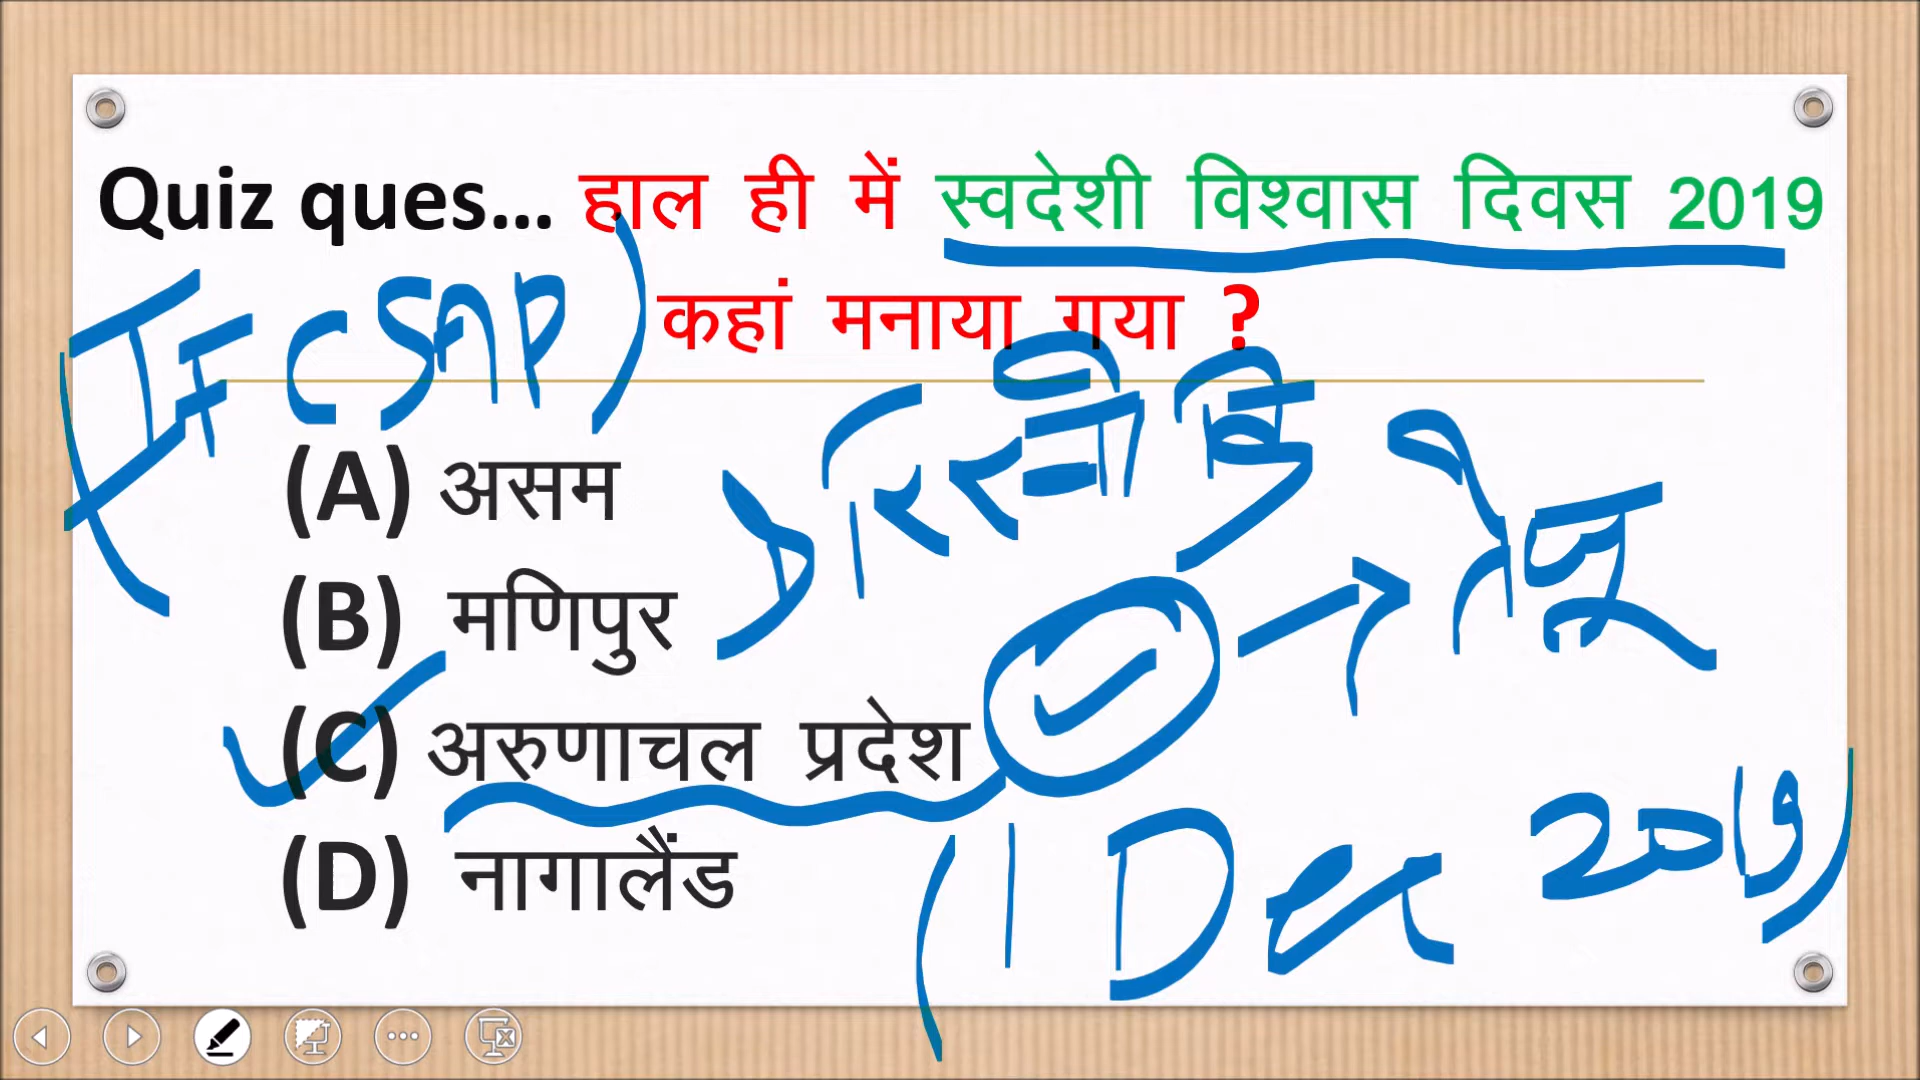 Quiz ques... हाल ही में स्वदेशी विश्वास दिवस 2019
कहां मनाया गया ?
(IFCSAP)
(A) असम
(B) मणिपुर
(C) अरुणाचल प्रदेश
→ तेजू
(D) नागालैंड
(1 Dec 2019)